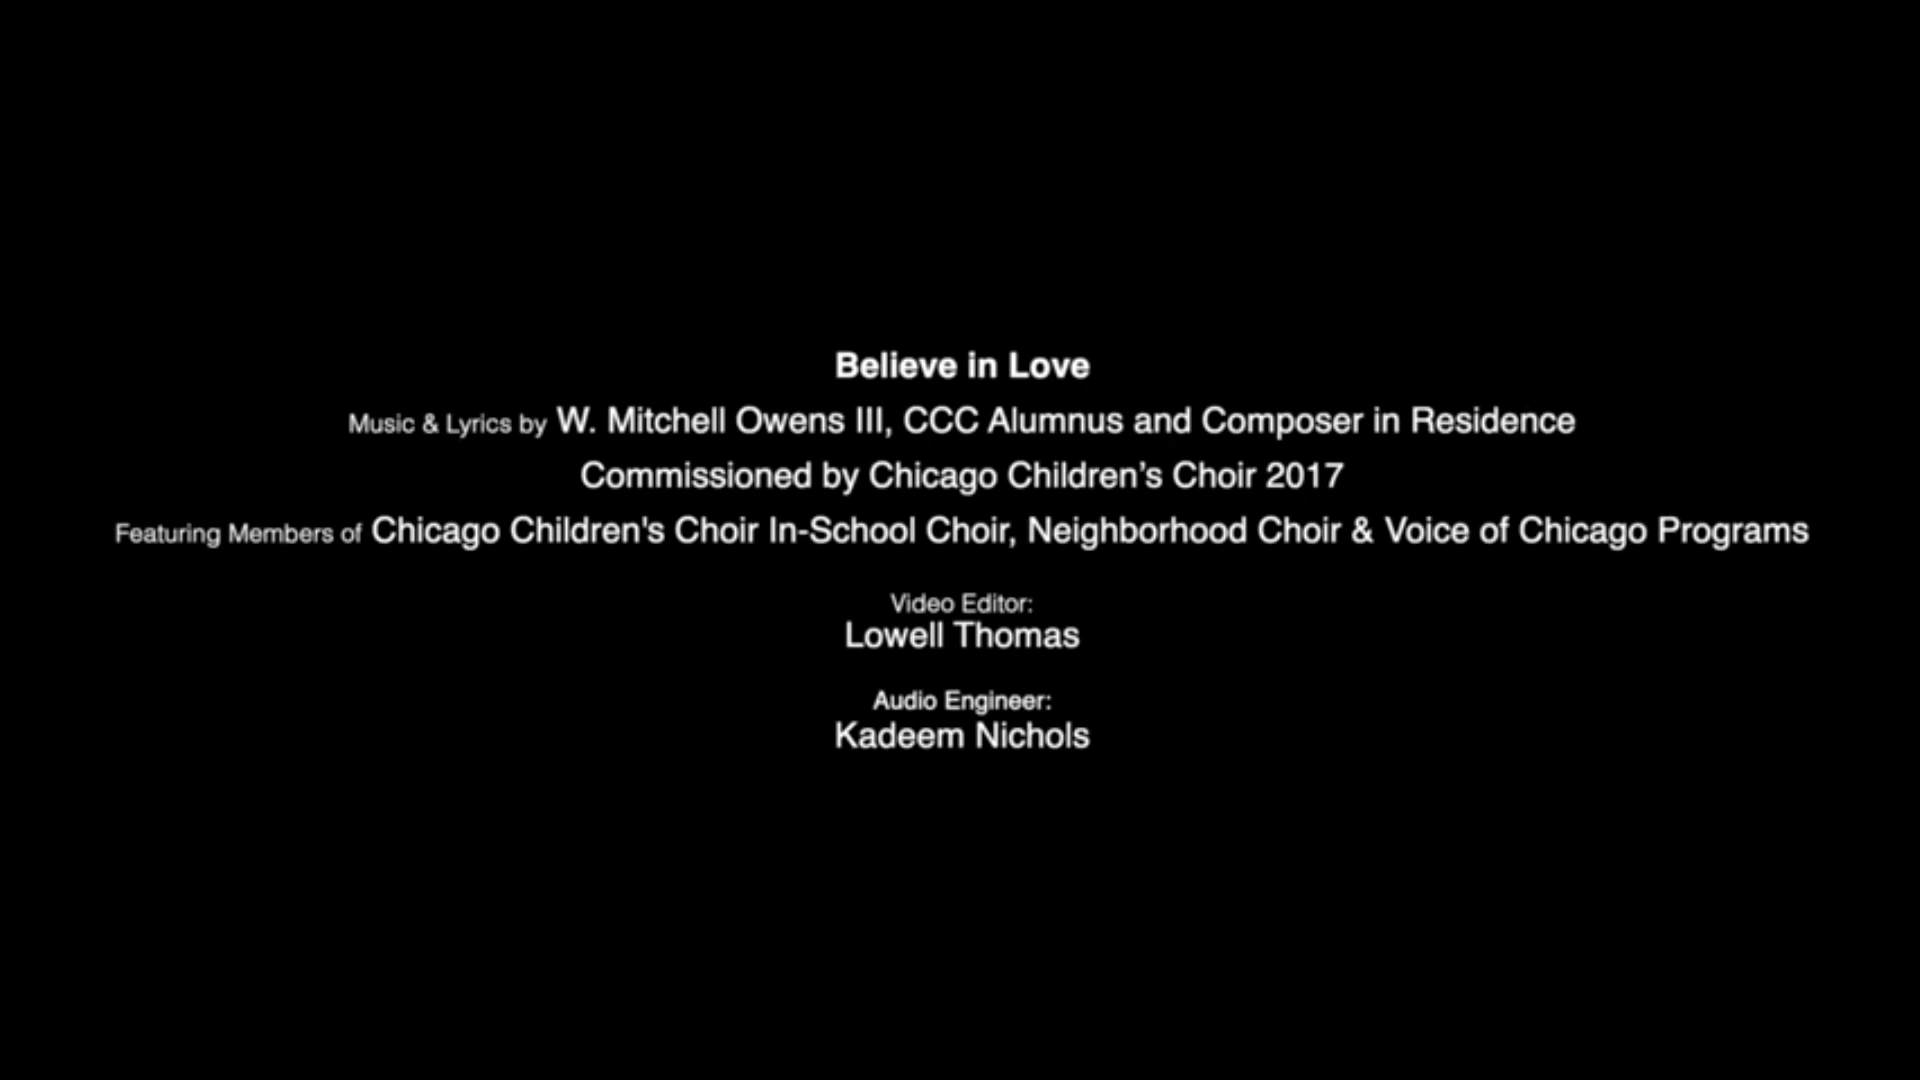 Believe in Love
Music & Lyrics by W. Mitchell Owens III, CCC Alumnus and Composer in Residence
Commissioned by Chicago Children’s Choir 2017
Featuring Members of Chicago Children's Choir In-School Choir, Neighborhood Choir & Voice of Chicago Programs
Video Editor:
Lowell Thomas
Audio Engineer:
Kadeem Nichols